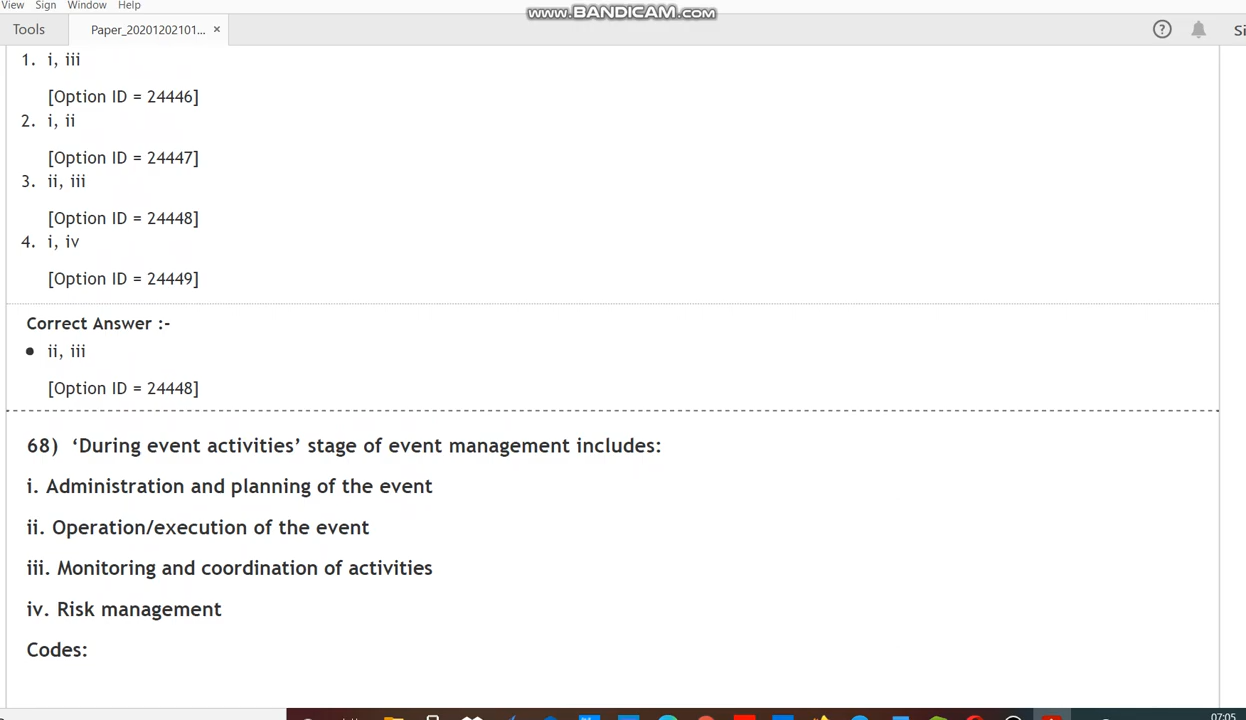 View Sign Window Help
www.BANDICAM.com
Tools Paper_20201202101... ×
1. i, iii
[Option ID = 24446]
2. i, ii
[Option ID = 24447]
3. ii, iii
[Option ID = 24448]
4. i, iv
[Option ID = 24449]
Correct Answer :-
• ii, iii
[Option ID = 24448]
68) ‘During event activities’ stage of event management includes:
i. Administration and planning of the event
ii. Operation/execution of the event
iii. Monitoring and coordination of activities
iv. Risk management
Codes:
07:05